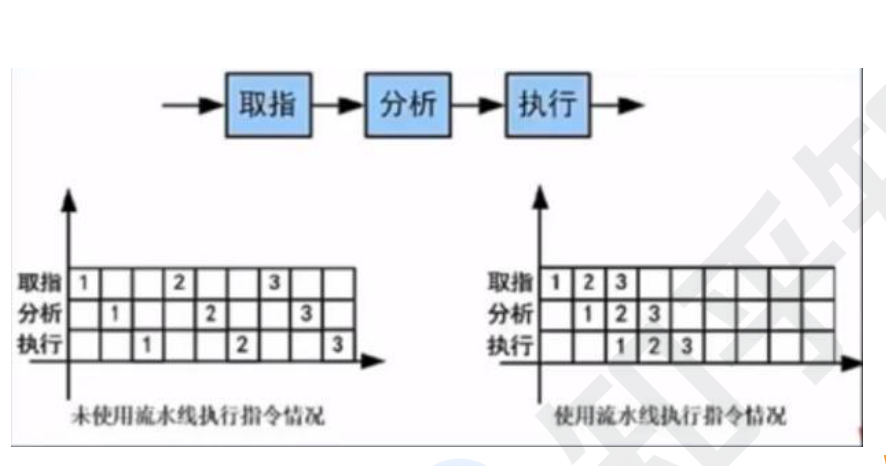 取指 分析 执行
取指 1 2 3
分析 1 2 3
执行 1 2 3
未使用流水线执行指令情况
取指 1 2 3
分析 1 2 3
执行 1 2 3
使用流水线执行指令情况